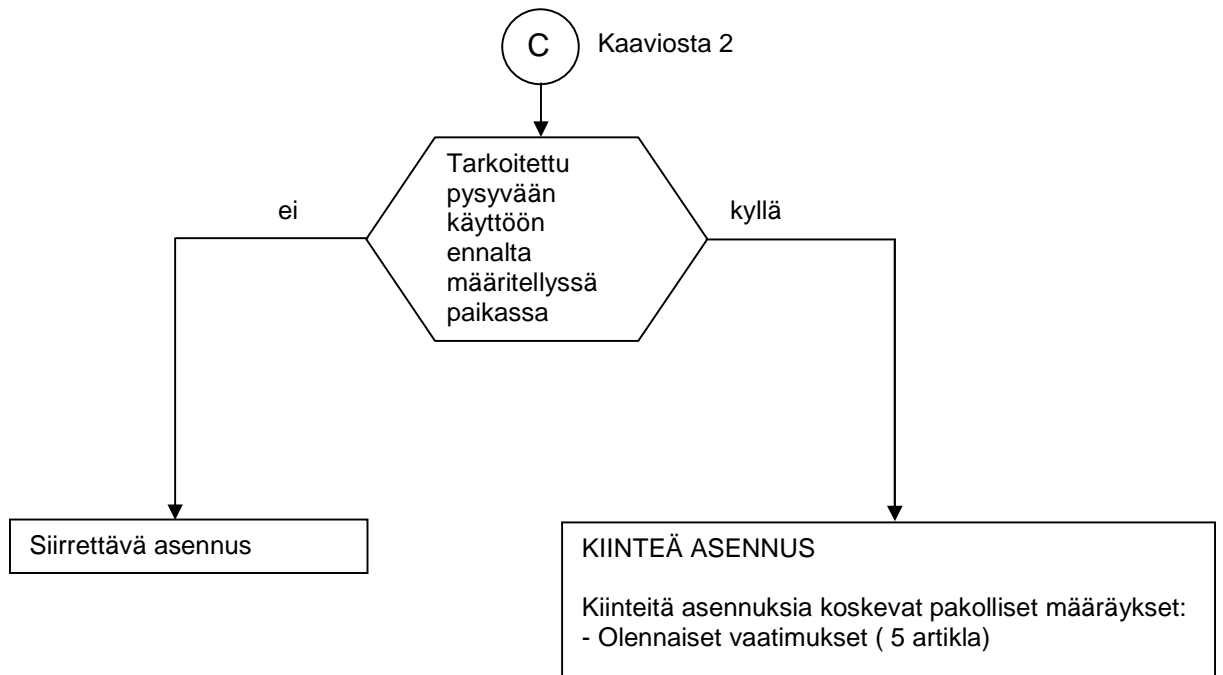 C
Kaaviosta 2
Tarkoitettu
pysyvään
käyttöön
ennalta
määritellyssä
paikassa
ei
kyllä
Siirrettävä asennus
KIINTEÄ ASENNUS
Kiinteitä asennuksia koskevat pakolliset määräykset:
- Olennaiset vaatimukset ( 5 artikla)